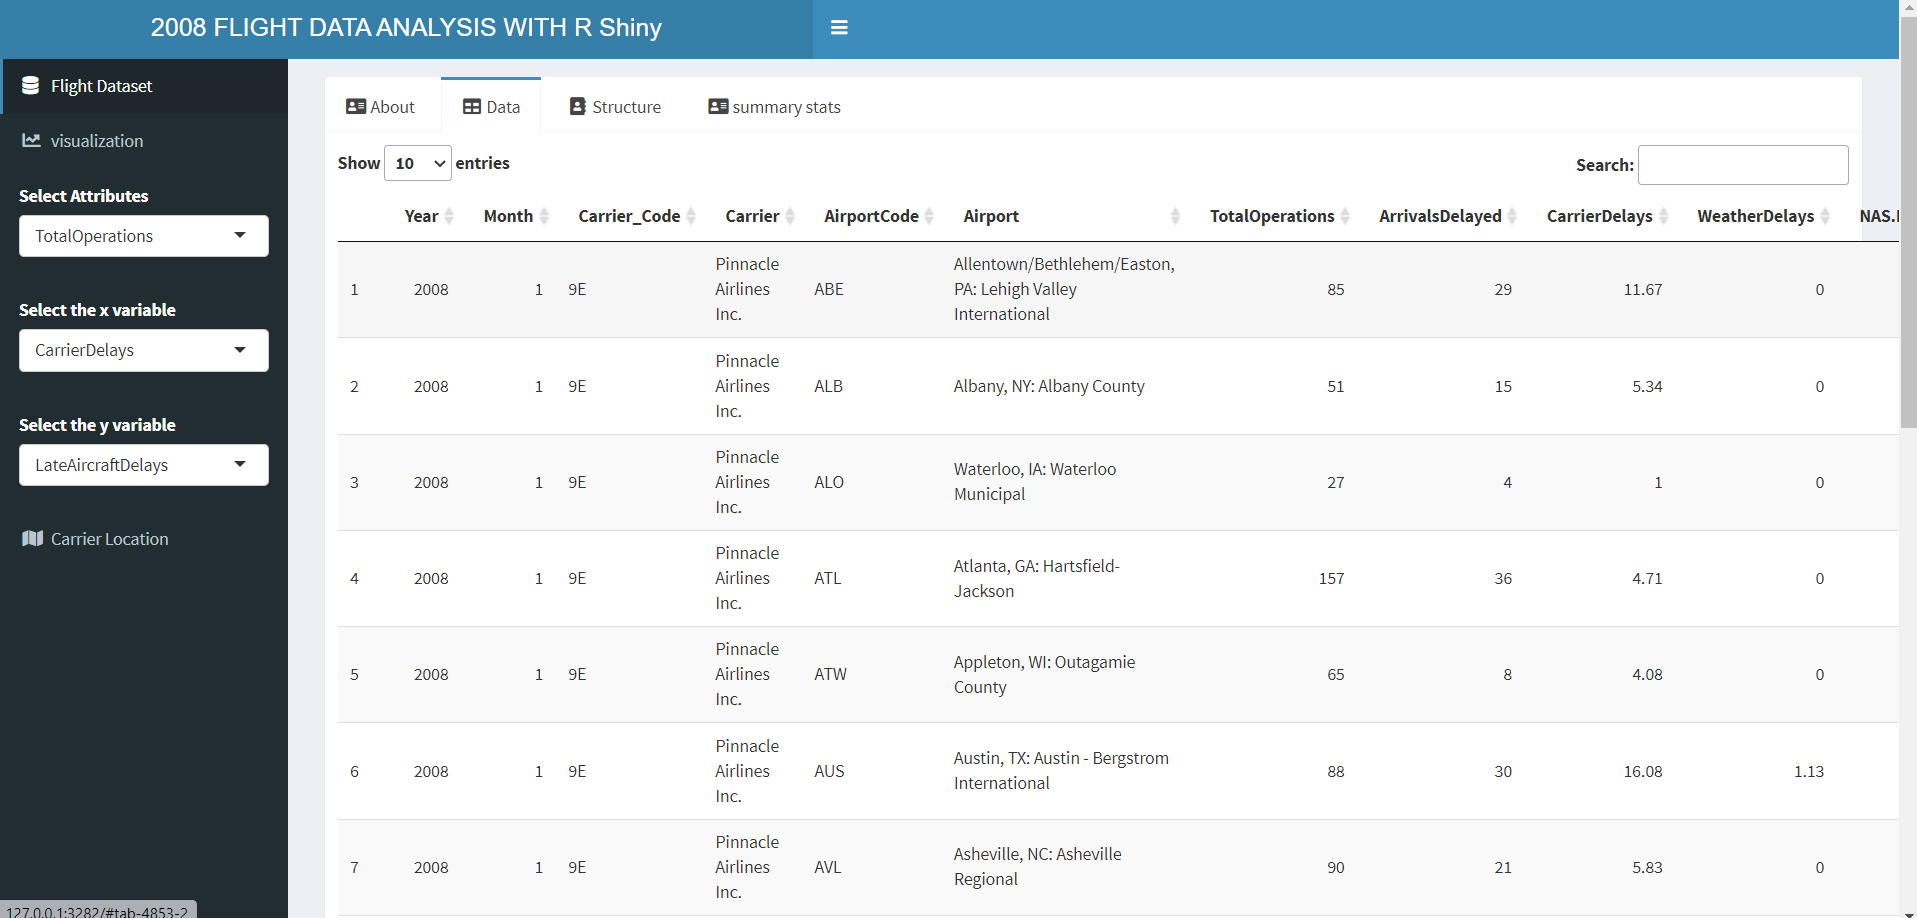 2008 FLIGHT DATA ANALYSIS WITH R Shiny
Flight Dataset
visualization
Select Attributes
TotalOperations
Select the x variable
CarrierDelays
Select the y variable
LateAircraftDelays
Carrier Location
About Data Structure summary stats
Show 10 entries Search:
Year Month Carrier_Code Carrier AirportCode Airport TotalOperations ArrivalsDelayed CarrierDelays WeatherDelays NAS.
1 2008 1 9E Pinnacle Airlines Inc. ABE Allentown/Bethlehem/Easton, PA: Lehigh Valley International 85 29 11.67 0
2 2008 1 9E Pinnacle Airlines Inc. ALB Albany, NY: Albany County 51 15 5.34 0
3 2008 1 9E Pinnacle Airlines Inc. ALO Waterloo, IA: Waterloo Municipal 27 4 1 0
4 2008 1 9E Pinnacle Airlines Inc. ATL Atlanta, GA: Hartsfield-Jackson 157 36 4.71 0
5 2008 1 9E Pinnacle Airlines Inc. ATW Appleton, WI: Outagamie County 65 8 4.08 0
6 2008 1 9E Pinnacle Airlines Inc. AUS Austin, TX: Austin - Bergstrom International 88 30 16.08 1.13
7 2008 1 9E Pinnacle Airlines Inc. AVL Asheville, NC: Asheville Regional 90 21 5.83 0
127.0.0.1:3282/#tab-4853-2